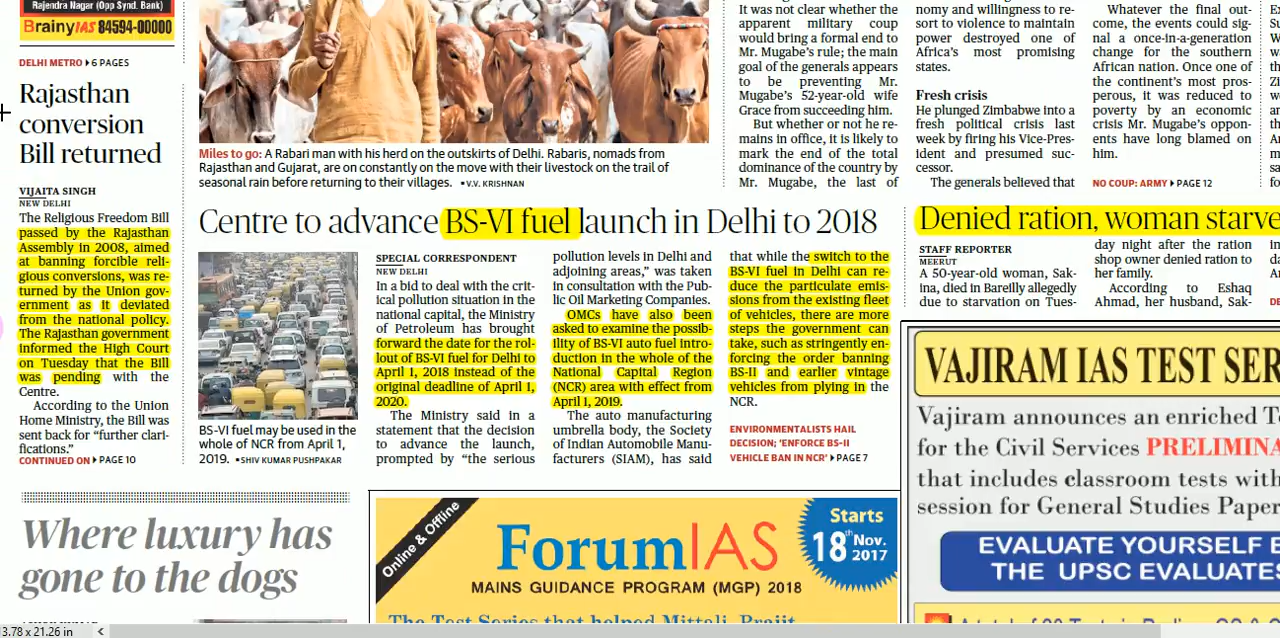 Rajendra Nagar (Opp Synd. Bank)
BrainyIAS 84594-00000
DELHI METRO ▸ 6 PAGES
Rajasthan
conversion
Bill returned
VIJAITA SINGH
NEW DELHI
The Religious Freedom Bill
passed by the Rajasthan
Assembly in 2008, aimed
at banning forcible reli-
gious conversions, was re-
turned by the Union gov-
ernment as it deviated
from the national policy.
The Rajasthan government
informed the High Court
on Tuesday that the Bill
was pending with the
Centre.
According to the Union
Home Ministry, the Bill was
sent back for “further clari-
fications.”
CONTINUED ON ▸ PAGE 10
Miles to go: A Rabari man with his herd on the outskirts of Delhi. Rabaris, nomads from
Rajasthan and Gujarat, are on constantly on the move with their livestock on the trail of
seasonal rain before returning to their villages. • V.V. KRISHNAN
It was not clear whether the
apparent military coup
would bring a formal end to
Mr. Mugabe’s rule; the main
goal of the generals appears
to be preventing Mr.
Mugabe’s 52-year-old wife
Grace from succeeding him.
But whether or not he re-
mains in office, it is likely to
mark the end of the total
dominance of the country by
Mr. Mugabe, the last of
nomy and willingness to re-
sort to violence to maintain
power destroyed one of
Africa’s most promising
states.
Fresh crisis
He plunged Zimbabwe into a
fresh political crisis last
week by firing his Vice-Pres-
ident and presumed suc-
cessor.
The generals believed that
Whatever the final out-
come, the events could sig-
nal a once-in-a-generation
change for the southern
African nation. Once one of
the continent’s most pros-
perous, it was reduced to
poverty by an economic
crisis Mr. Mugabe’s oppon-
ents have long blamed on
him.
NO COUP: ARMY ▸ PAGE 12
Centre to advance BS-VI fuel launch in Delhi to 2018
BS-VI fuel may be used in the
whole of NCR from April 1,
2019. • SHIV KUMAR PUSHPAKAR
SPECIAL CORRESPONDENT
NEW DELHI
In a bid to deal with the crit-
ical pollution situation in the
national capital, the Ministry
of Petroleum has brought
forward the date for the rol-
lout of BS-VI fuel for Delhi to
April 1, 2018 instead of the
original deadline of April 1,
2020.
The Ministry said in a
statement that the decision
to advance the launch,
prompted by “the serious
pollution levels in Delhi and
adjoining areas,” was taken
in consultation with the Pub-
lic Oil Marketing Companies.
OMCs have also been
asked to examine the possib-
ility of BS-VI auto fuel intro-
duction in the whole of the
National Capital Region
(NCR) area with effect from
April 1, 2019.
The auto manufacturing
umbrella body, the Society
of Indian Automobile Manu-
facturers (SIAM), has said
that while the switch to the
BS-VI fuel in Delhi can re-
duce the particulate emis-
sions from the existing fleet
of vehicles, there are more
steps the government can
take, such as stringently en-
forcing the order banning
BS-II and earlier vintage
vehicles from plying in the
NCR.
ENVIRONMENTALISTS HAIL
DECISION; ‘ENFORCE BS-II
VEHICLE BAN IN NCR’ ▸ PAGE 7
Denied ration, woman starve
STAFF REPORTER
MEERUT
A 50-year-old woman, Sak-
ina, died in Bareilly allegedly
due to starvation on Tues-
day night after the ration
shop owner denied ration to
her family.
According to Eshaq
Ahmad, her husband, Sak-
Where luxury has
gone to the dogs
Online & Offline
ForumIAS
MAINS GUIDANCE PROGRAM (MGP) 2018
Starts
18th Nov.
2017
The Test Series that helped Mittali, Prajit
VAJIRAM IAS TEST SER
Vajiram announces an enriched Te
for the Civil Services PRELIMINA
that includes classroom tests with
session for General Studies Paper
EVALUATE YOURSELF B
THE UPSC EVALUATES
3.78 x 21.26 in